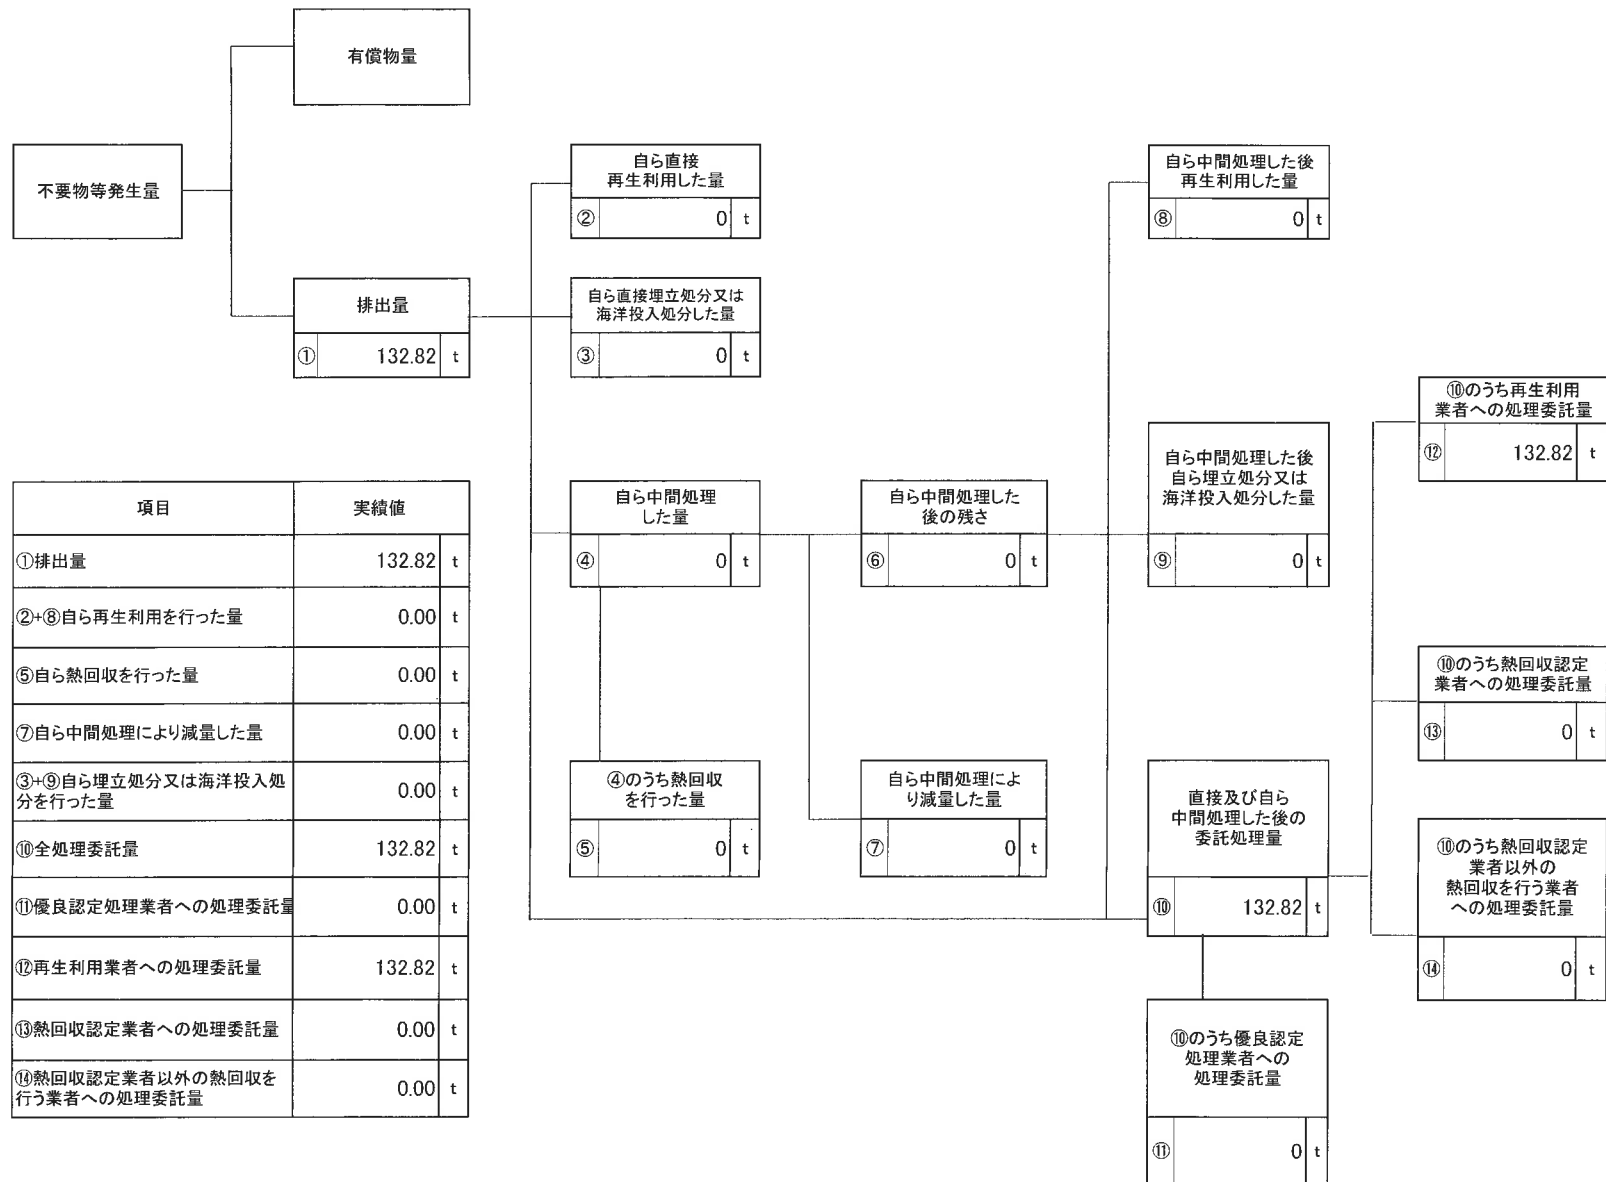 有償物量
不要物等発生量
排出量
① 132.82 t
自ら直接
再生利用した量
② 0 t
自ら直接埋立処分又は
海洋投入処分した量
③ 0 t
自ら中間処理
した量
④ 0 t
④のうち熱回収
を行った量
⑤ 0 t
自ら中間処理した
後の残さ
⑥ 0 t
自ら中間処理によ
り減量した量
⑦ 0 t
自ら中間処理した後
再生利用した量
⑧ 0 t
自ら中間処理した後
自ら埋立処分又は
海洋投入処分した量
⑨ 0 t
直接及び自ら
中間処理した後の
委託処理量
⑩ 132.82 t
⑩のうち優良認定
処理業者への
処理委託量
⑪ 0 t
⑩のうち再生利用
業者への処理委託量
⑫ 132.82 t
⑩のうち熱回収認定
業者への処理委託量
⑬ 0 t
⑩のうち熱回収認定
業者以外の
熱回収を行う業者
への処理委託量
⑭ 0 t
項目 実績値
①排出量 132.82 t
②+⑧自ら再生利用を行った量 0.00 t
⑤自ら熱回収を行った量 0.00 t
⑦自ら中間処理により減量した量 0.00 t
③+⑨自ら埋立処分又は海洋投入処
分を行った量 0.00 t
⑩全処理委託量 132.82 t
⑪優良認定処理業者への処理委託量 0.00 t
⑫再生利用業者への処理委託量 132.82 t
⑬熱回収認定業者への処理委託量 0.00 t
⑭熱回収認定業者以外の熱回収を
行う業者への処理委託量 0.00 t